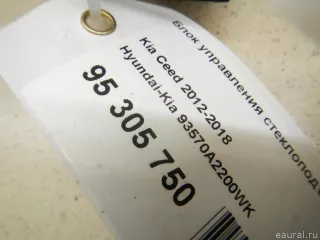 Блок управления стеклопод
Kia Ceed 2012-2018
Hyundai-Kia 93570A2200WK
95 305 750
eaural.ru